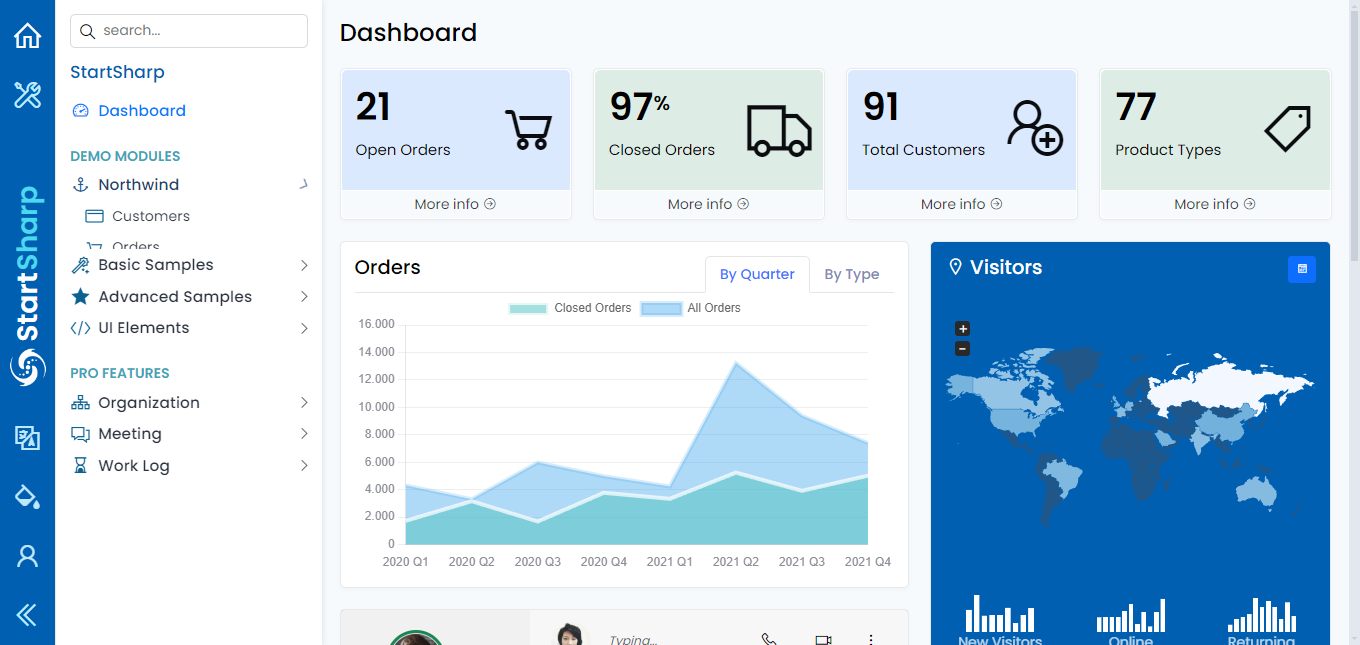 StartSharp
search...
StartSharp
Dashboard
DEMO MODULES
Northwind
Customers
Orders
Basic Samples
Advanced Samples
UI Elements
PRO FEATURES
Organization
Meeting
Work Log
Dashboard
21
Open Orders
More info
97%
Closed Orders
More info
91
Total Customers
More info
77
Product Types
More info
Orders
By Quarter
By Type
Closed Orders
All Orders
16.000
14.000
12.000
10.000
8.000
6.000
4.000
2.000
0
2020 Q1
2020 Q2
2020 Q3
2020 Q4
2021 Q1
2021 Q2
2021 Q3
2021 Q4
Visitors
+
−
New Visitors
Online
Returning
Typing...